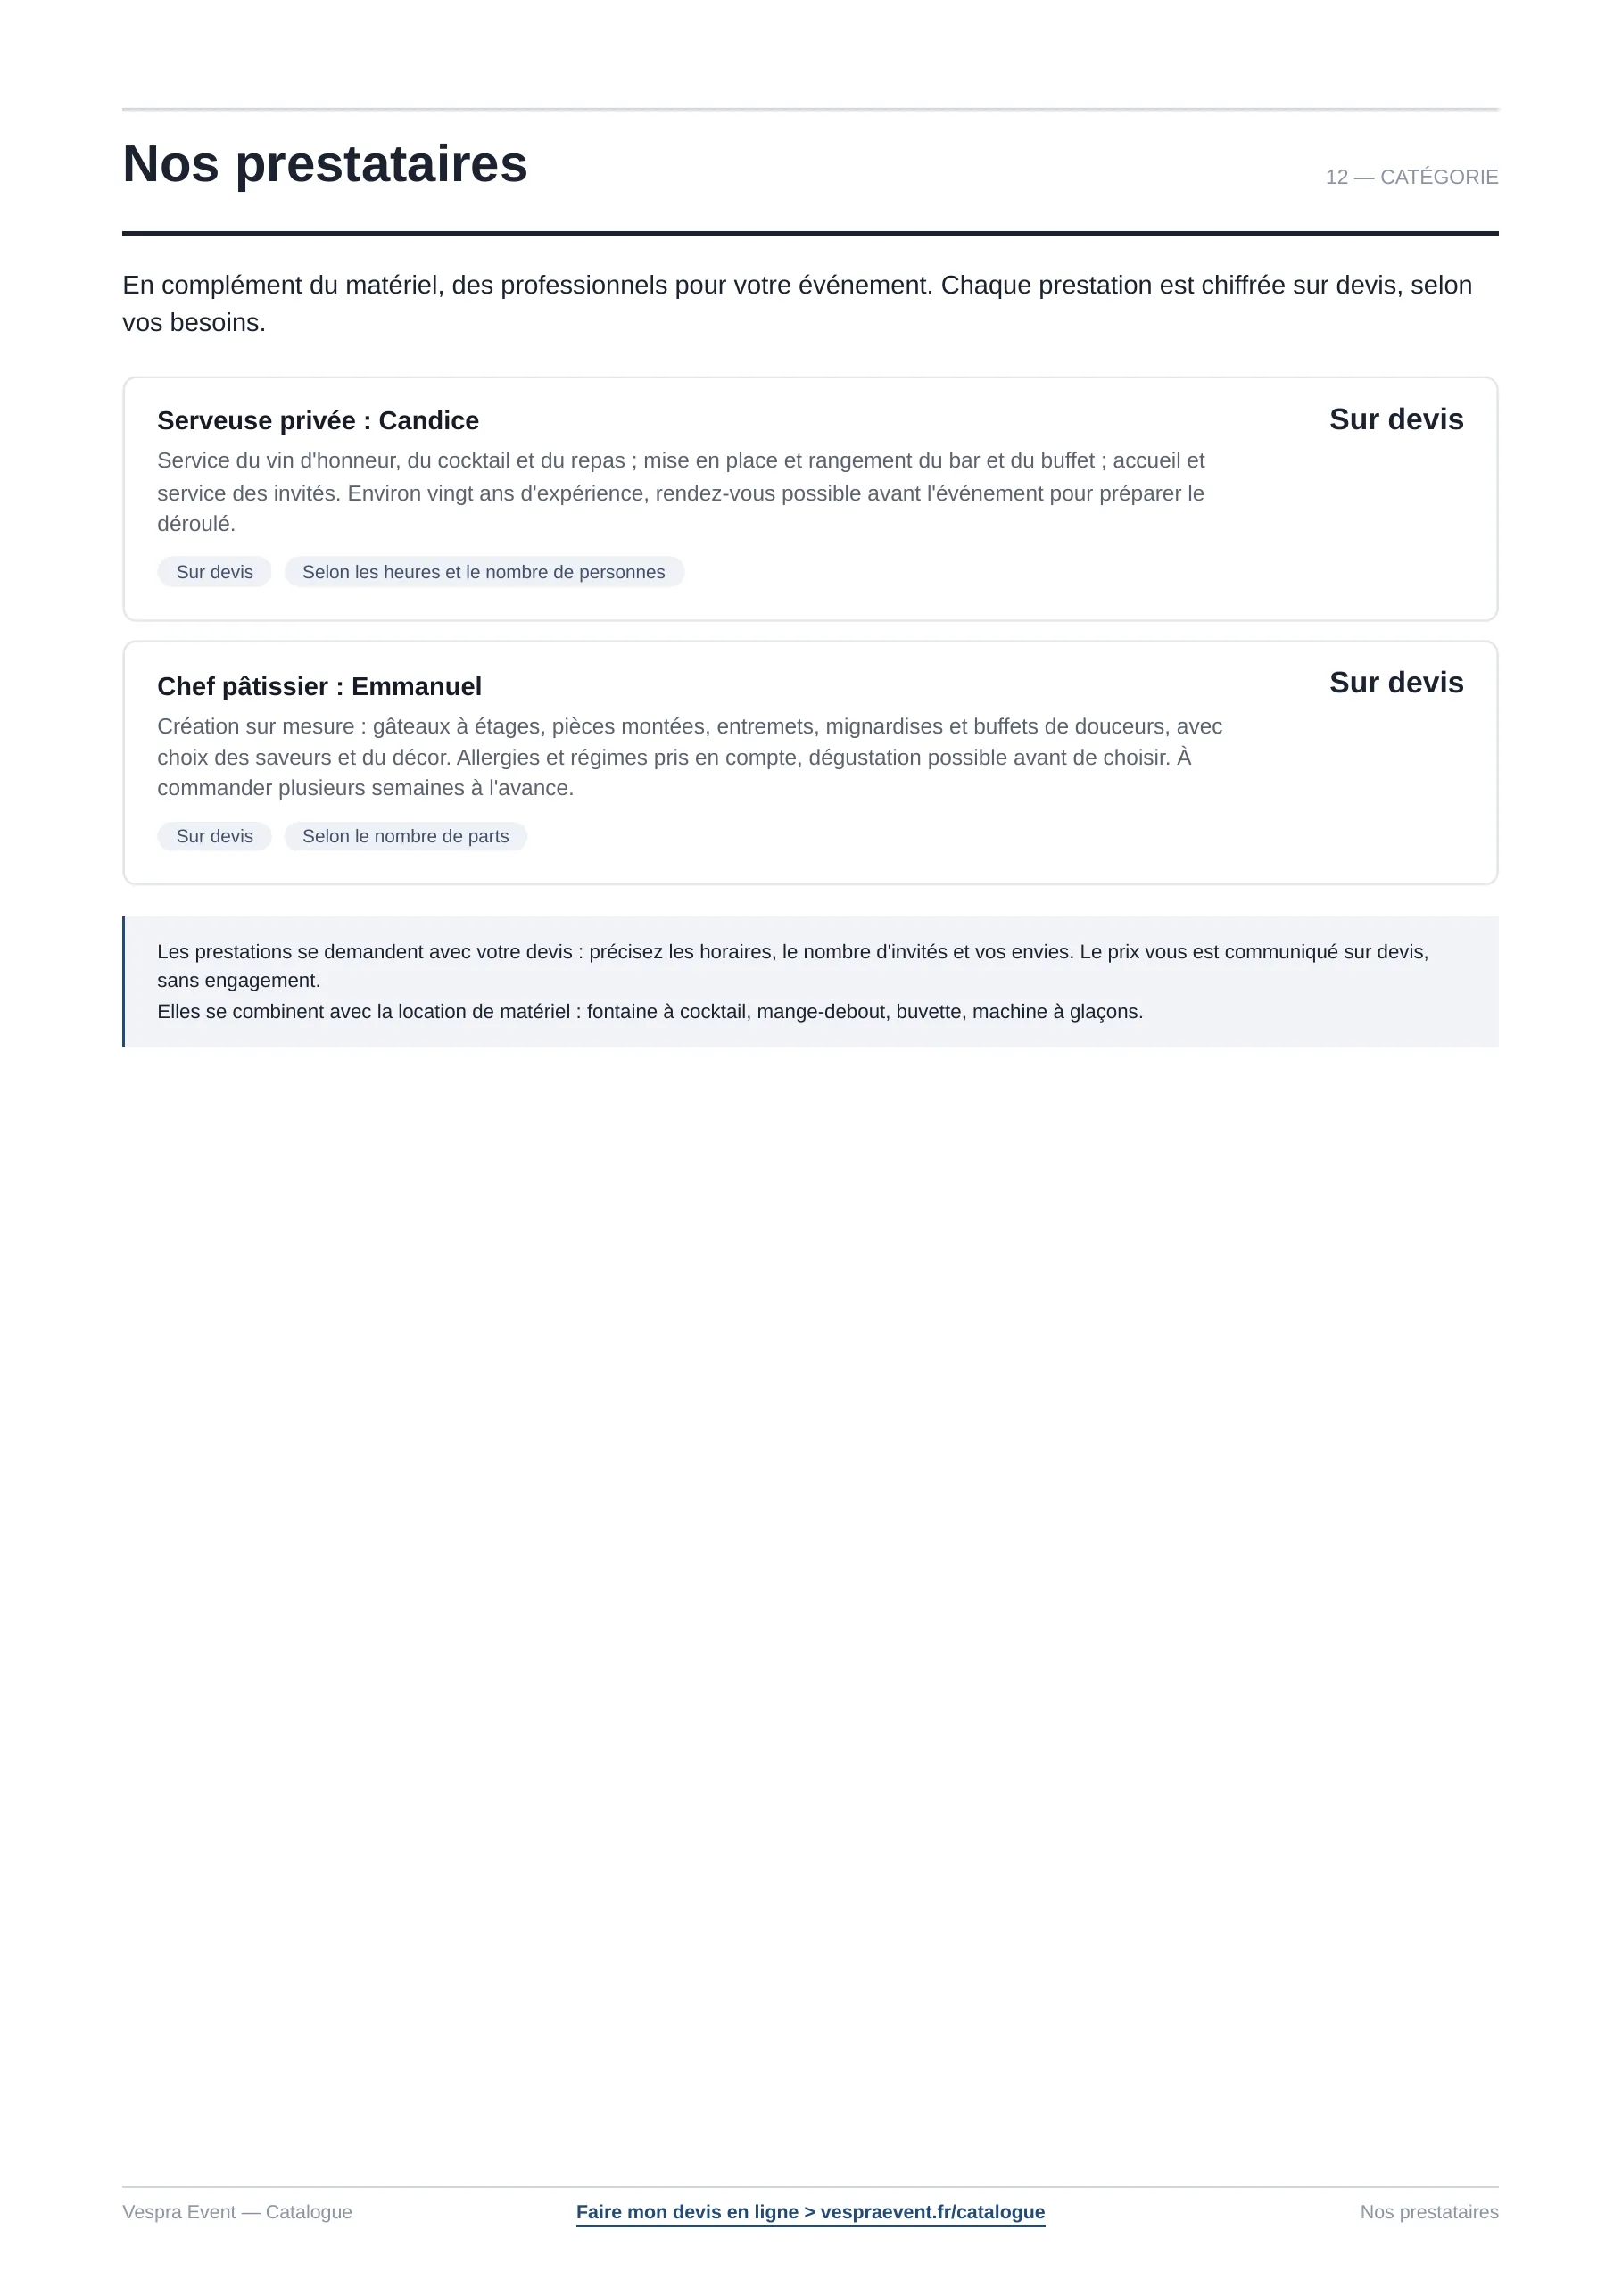 Nos prestataires
12 — CATÉGORIE
En complément du matériel, des professionnels pour votre événement. Chaque prestation est chiffrée sur devis, selon
vos besoins.
Serveuse privée : Candice
Sur devis
Service du vin d'honneur, du cocktail et du repas ; mise en place et rangement du bar et du buffet ; accueil et
service des invités. Environ vingt ans d'expérience, rendez-vous possible avant l'événement pour préparer le
déroulé.
Sur devis
Selon les heures et le nombre de personnes
Chef pâtissier : Emmanuel
Sur devis
Création sur mesure : gâteaux à étages, pièces montées, entremets, mignardises et buffets de douceurs, avec
choix des saveurs et du décor. Allergies et régimes pris en compte, dégustation possible avant de choisir. À
commander plusieurs semaines à l'avance.
Sur devis
Selon le nombre de parts
Les prestations se demandent avec votre devis : précisez les horaires, le nombre d'invités et vos envies. Le prix vous est communiqué sur devis,
sans engagement.
Elles se combinent avec la location de matériel : fontaine à cocktail, mange-debout, buvette, machine à glaçons.
Vespra Event — Catalogue
Faire mon devis en ligne > vespraevent.fr/catalogue
Nos prestataires